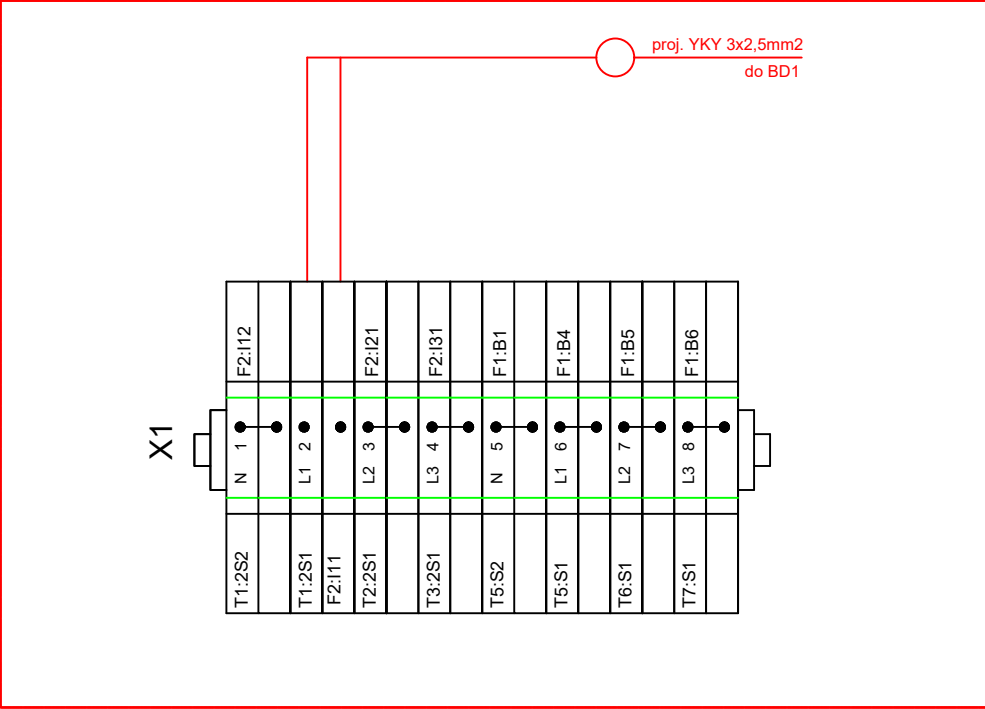 proj. YKY 3x2,5mm2
do BD1
F2:I12
F2:I21
F2:I31
F1:B1
F1:B4
F1:B5
F1:B6
X1
N 1
L1 2
L2 3
L3 4
N 5
L1 6
L2 7
L3 8
T1:2S2
T1:2S1
F2:I11
T2:2S1
T3:2S1
T5:S2
T5:S1
T6:S1
T7:S1